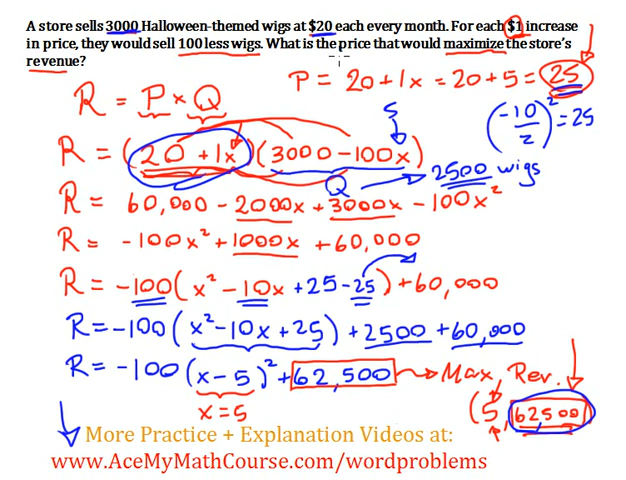 A store sells 3000 Halloween-themed wigs at $20 each every month. For each $1 increase
in price, they would sell 100 less wigs. What is the price that would maximize the store's
revenue?
P = 20+1x = 20+5 = 25
R = P × Q
(-10/2)² = 25
R = (20 + 1x)(3000-100x)
Q → 2500 wigs
R = 60,000 - 2000x + 3000x - 100x²
R = -100x² + 1000x + 60,000
R = -100(x² - 10x + 25 - 25) + 60,000
R = -100(x² - 10x + 25) + 2500 + 60,000
R = -100(x - 5)² + 62,500 → Max, Rev.
x = 5
(5, 62500)
More Practice + Explanation Videos at:
www.AceMyMathCourse.com/wordproblems